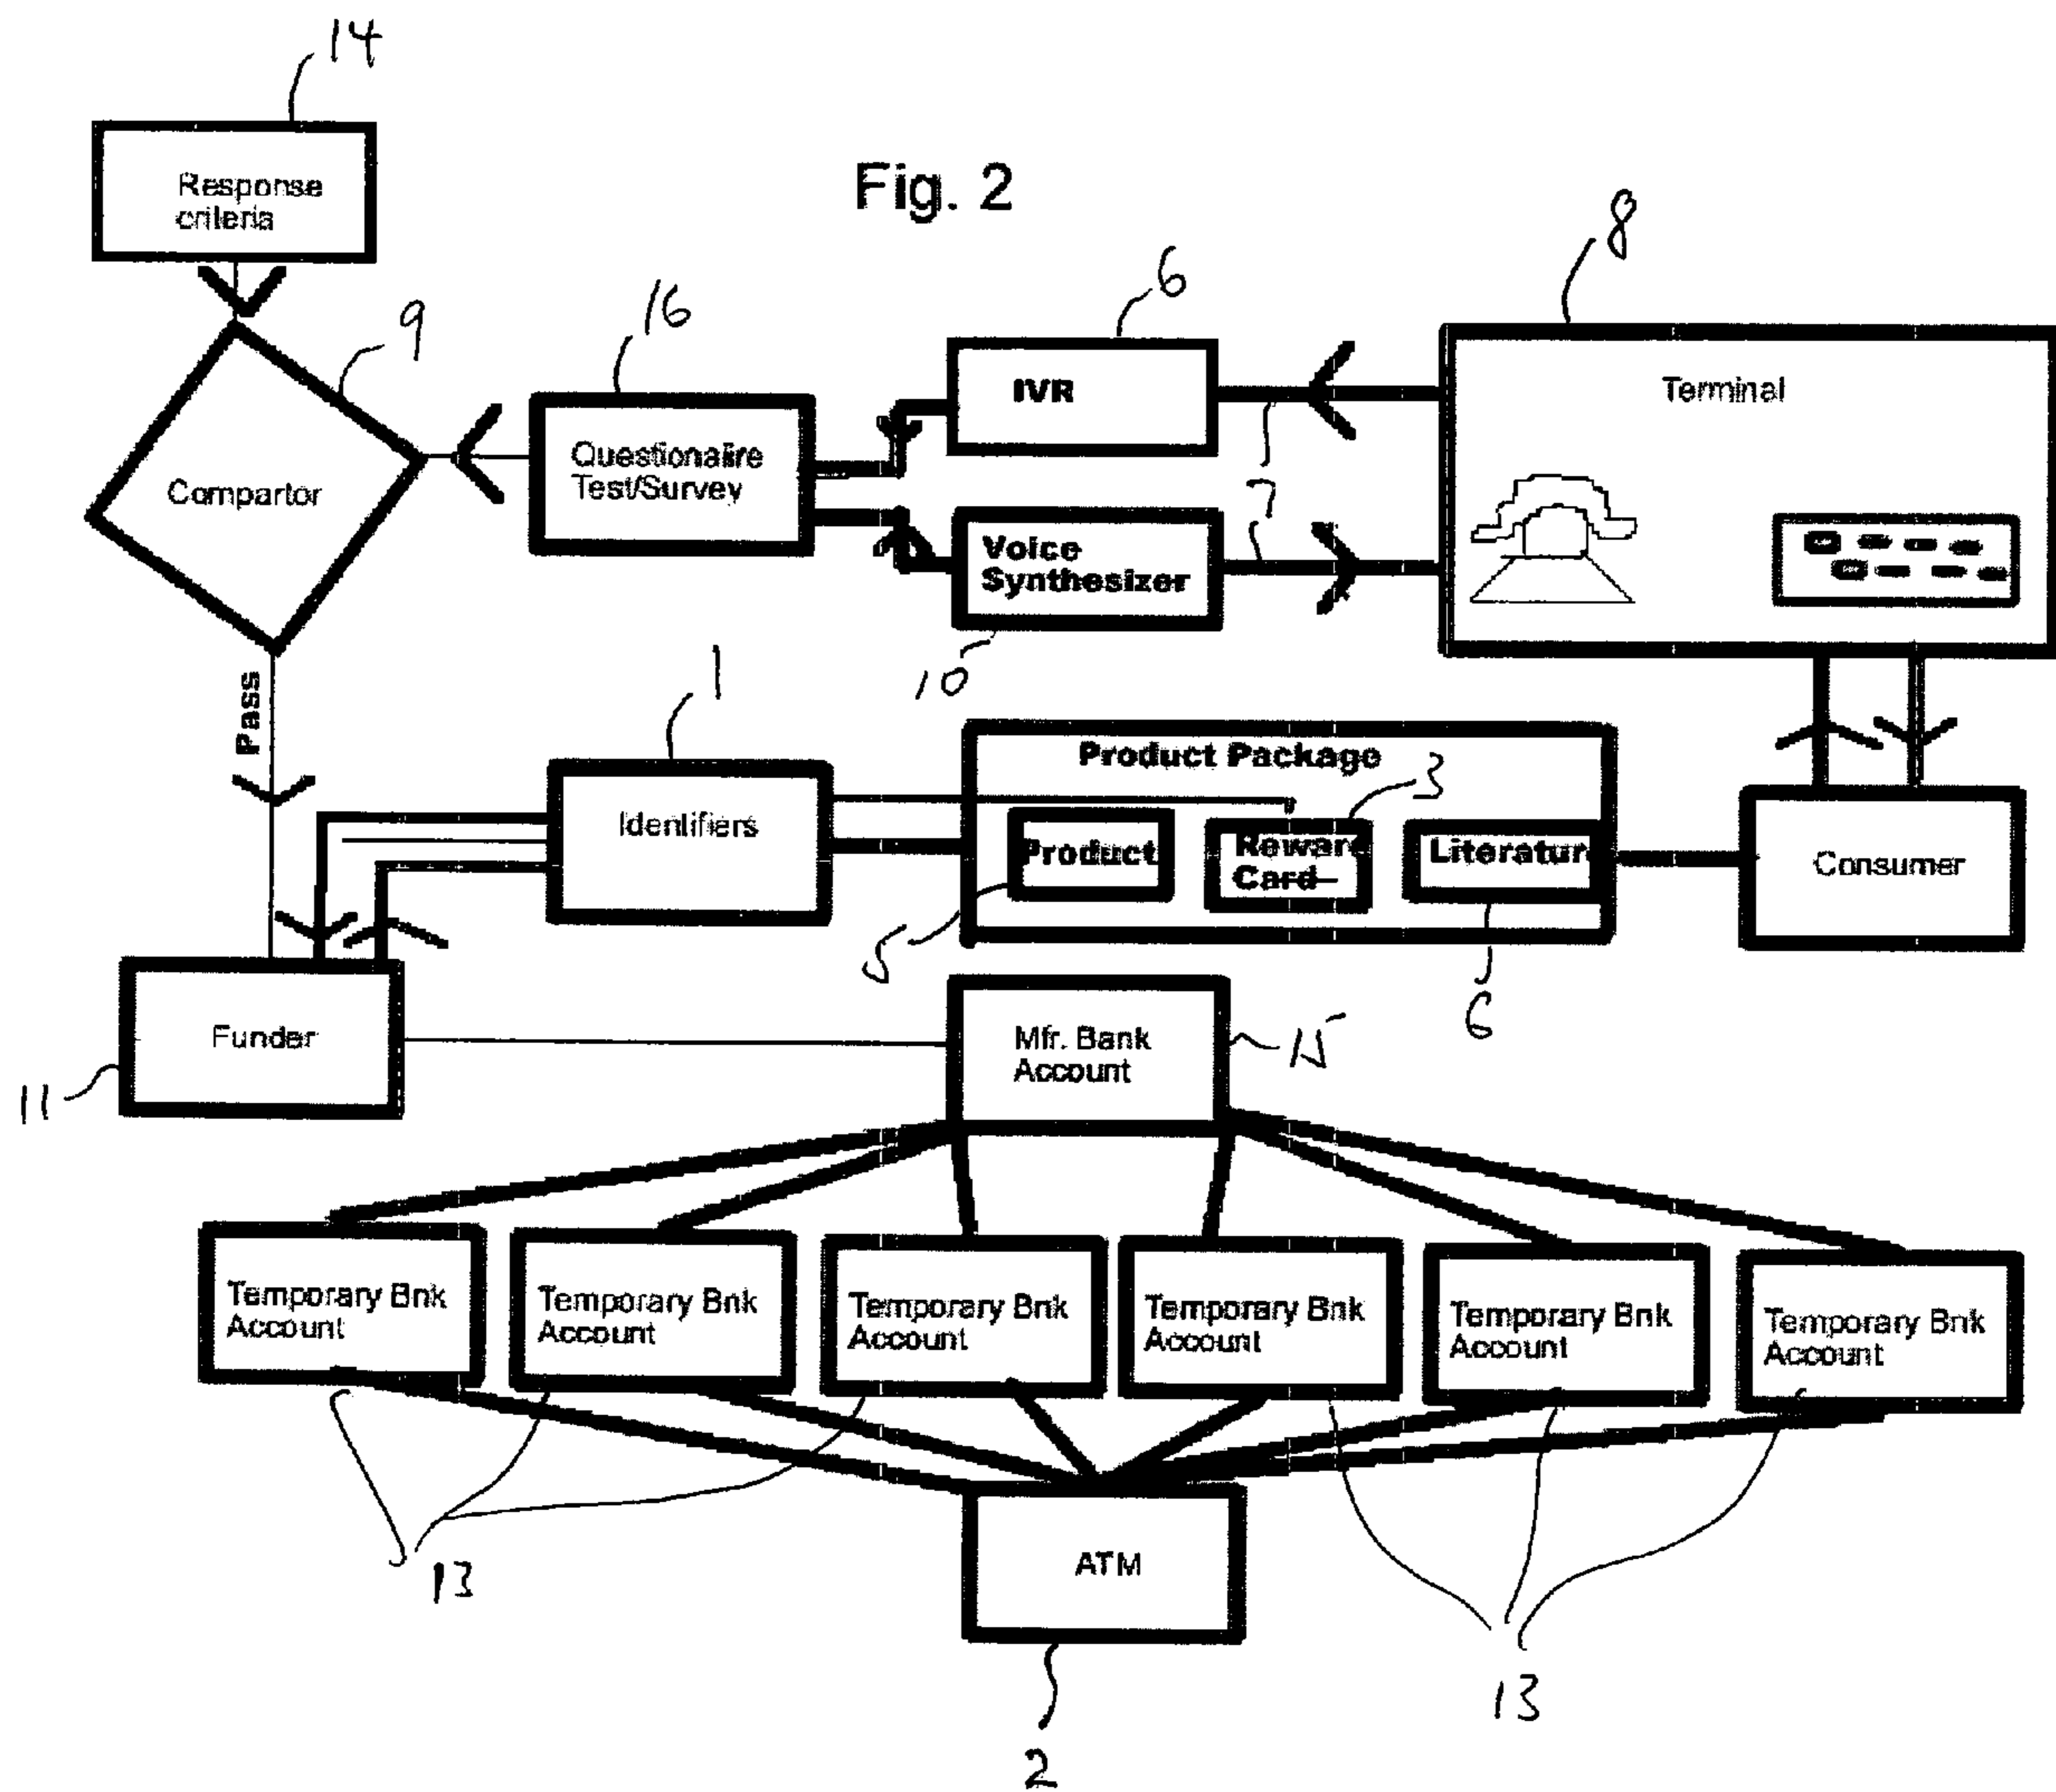 14
Response
crileria
Fig. 2
8
9
16
6
IVR
Terminal
Questionaire
Test/Survey
Compartor
7
Voice
Synthesizer
10
Pass
1
Product Package
3
Identifiers
Product
Reward
Card
Literatur
Consumer
5
6
Funder
Mfr. Bank
Account
15
11
Temporary Bnk
Account
Temporary Bnk
Account
Temporary Bnk
Account
Temporary Bnk
Account
Temporary Bnk
Account
Temporary Bnk
Account
ATM
13
13
2